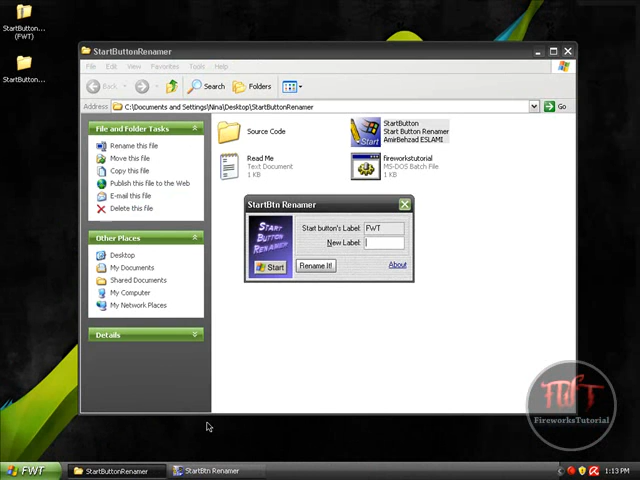 StartButton...
(FWT)
StartButton...
StartButtonRenamer
File Edit View Favorites Tools Help
Back Search Folders
Address C:\Documents and Settings\Nina\Desktop\StartButtonRenamer Go
File and Folder Tasks
Rename this file
Move this file
Copy this file
Publish this file to the Web
E-mail this file
Delete this file
Other Places
Desktop
My Documents
Shared Documents
My Computer
My Network Places
Details
Source Code
StartButton
Start Button Renamer
AmirBehzad ESLAMI
Read Me
Text Document
1 KB
fireworkstutorial
MS-DOS Batch File
1 KB
Start
StartBtn Renamer
START
BUTTON
RENAMER
Start
Start button's Label: FWT
New Label:
Rename It!
About
FWT
FireworksTutorial
FWT
StartButtonRenamer
StartBtn Renamer
1:13 PM